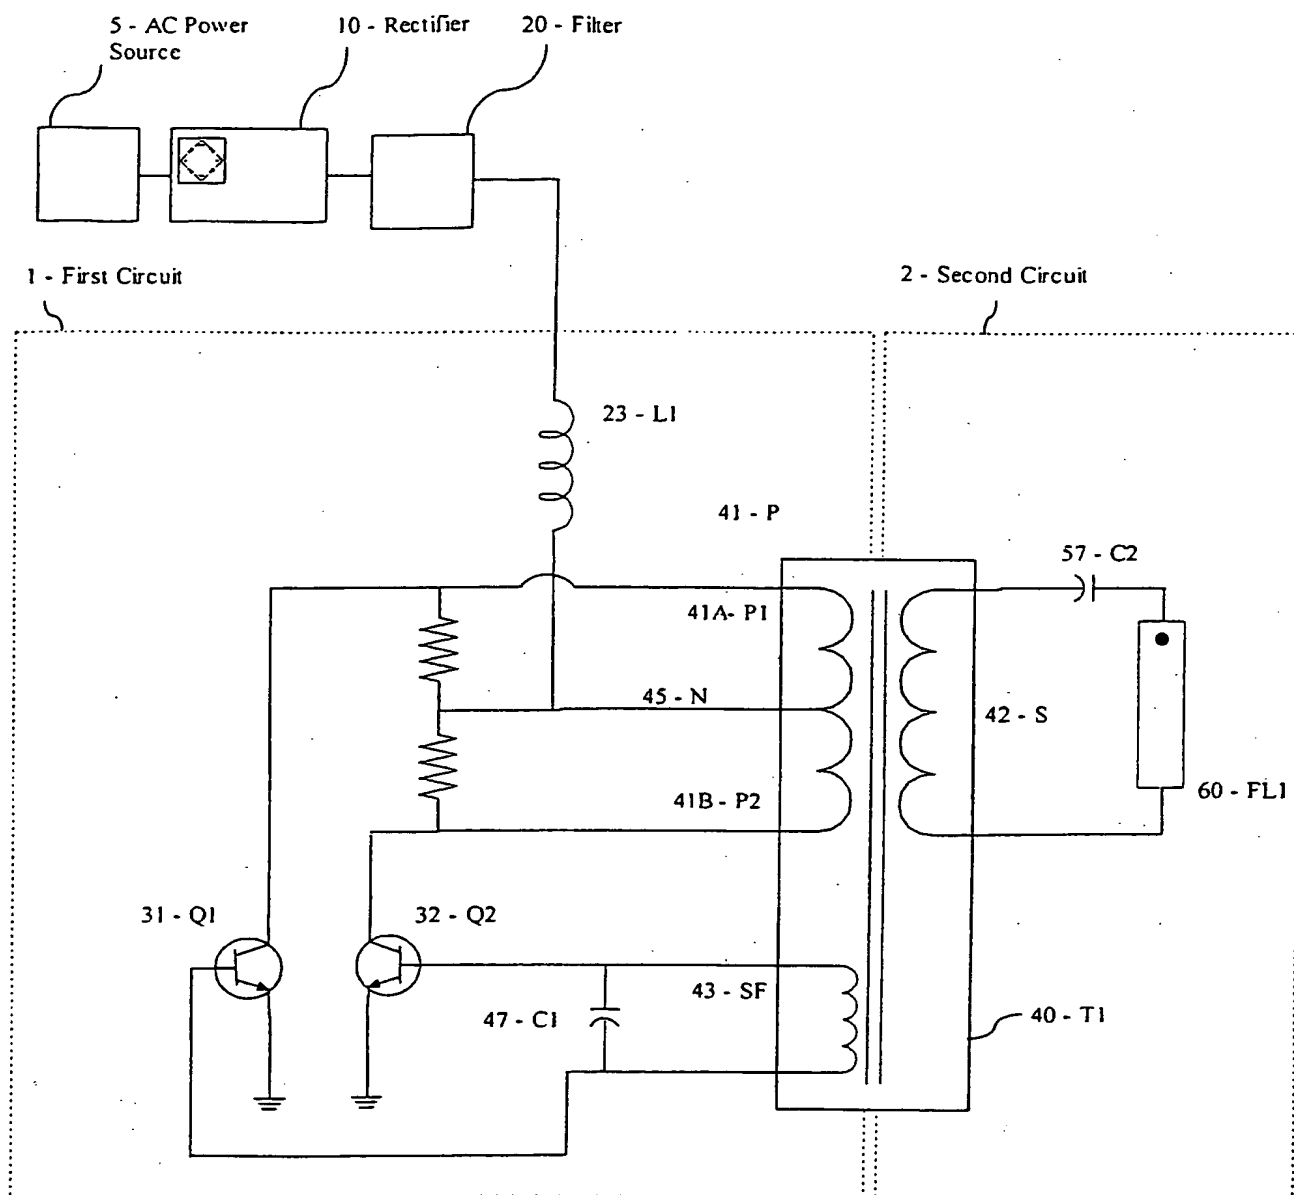 5 - AC Power
Source
10 - Rectifier
20 - Filter
1 - First Circuit
2 - Second Circuit
23 - L1
41 - P
57 - C2
41A- P1
45 - N
42 - S
41B - P2
60 - FL1
31 - Q1
32 - Q2
43 - SF
47 - C1
40 - T1